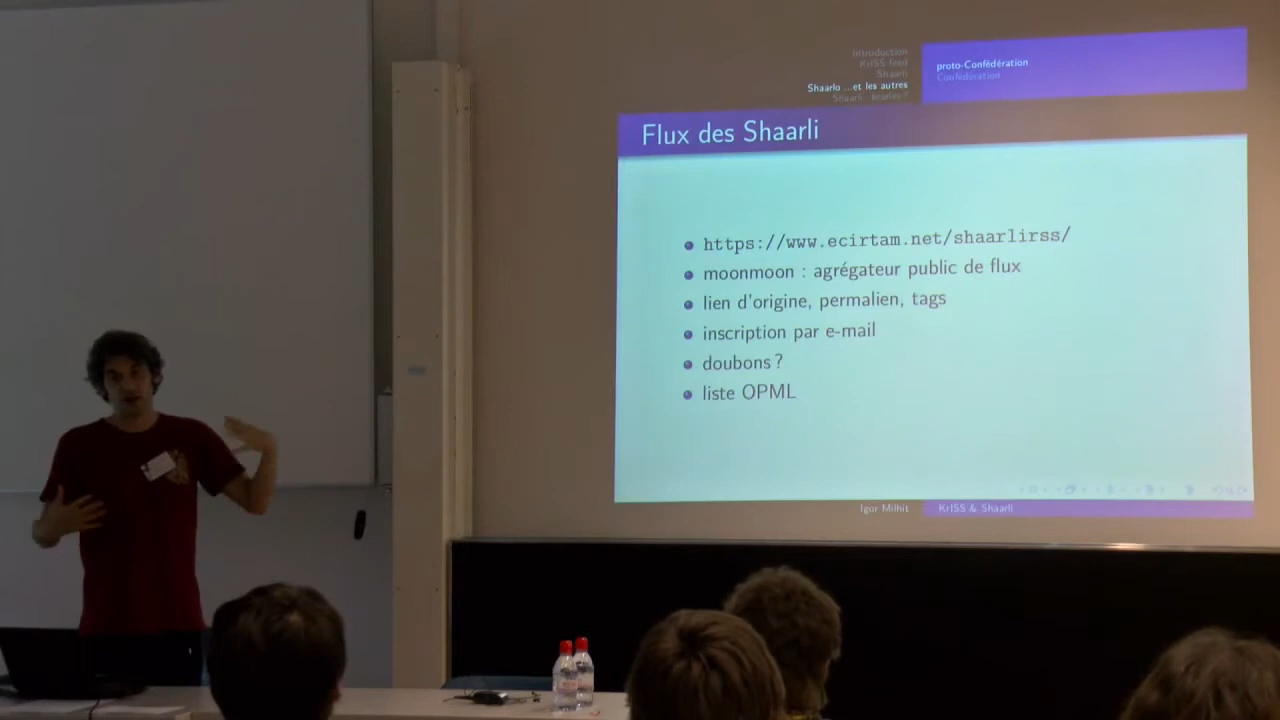 Introduction
KrISS feed
Shaarli
Shaarlo ...et les autres
proto-Confédération
Confédération
Flux des Shaarli
https://www.ecirtam.net/shaarlirss/
moonmoon : agrégateur public de flux
lien d'origine, permalien, tags
inscription par e-mail
doubons ?
liste OPML
Igor Milhit
KrISS & Shaarli